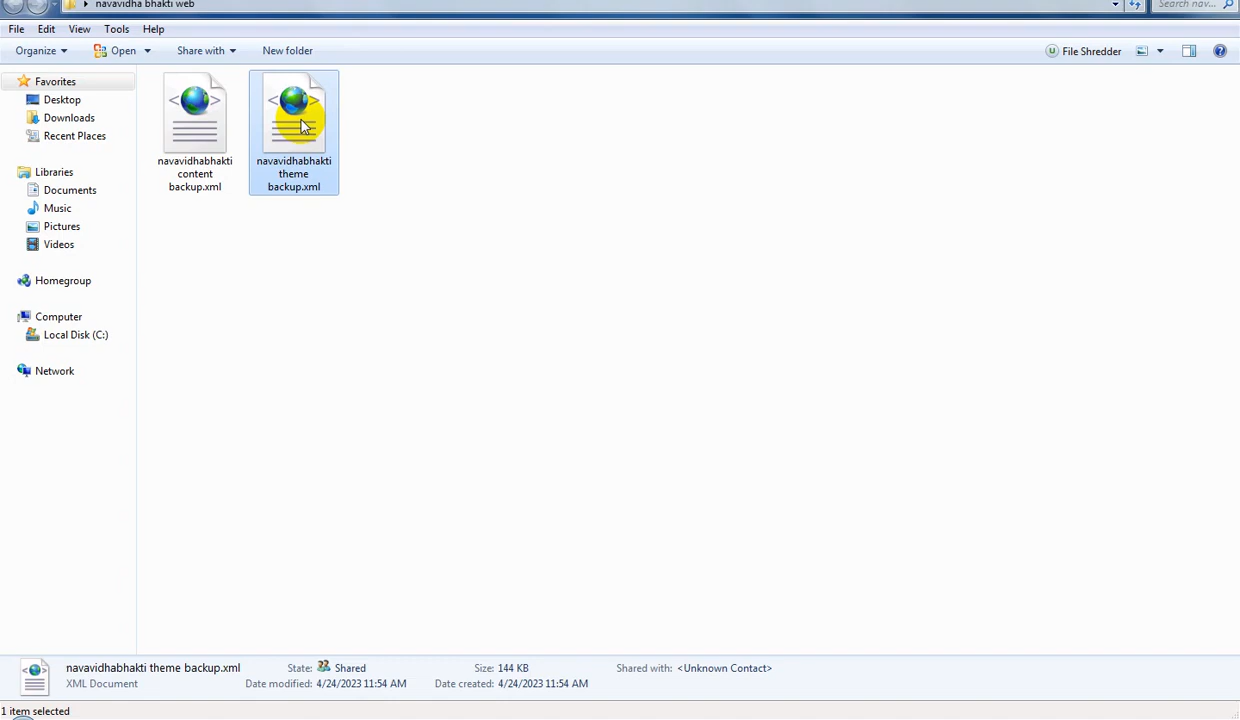 navavidha bhakti web
Search nav...
File Edit View Tools Help
Organize Open Share with New folder File Shredder
Favorites
Desktop
Downloads
Recent Places
Libraries
Documents
Music
Pictures
Videos
Homegroup
Computer
Local Disk (C:)
Network
navavidhabhakti
content
backup.xml
navavidhabhakti
theme
backup.xml
navavidhabhakti theme backup.xml State: Shared Size: 144 KB Shared with: <Unknown Contact>
XML Document Date modified: 4/24/2023 11:54 AM Date created: 4/24/2023 11:54 AM
1 item selected